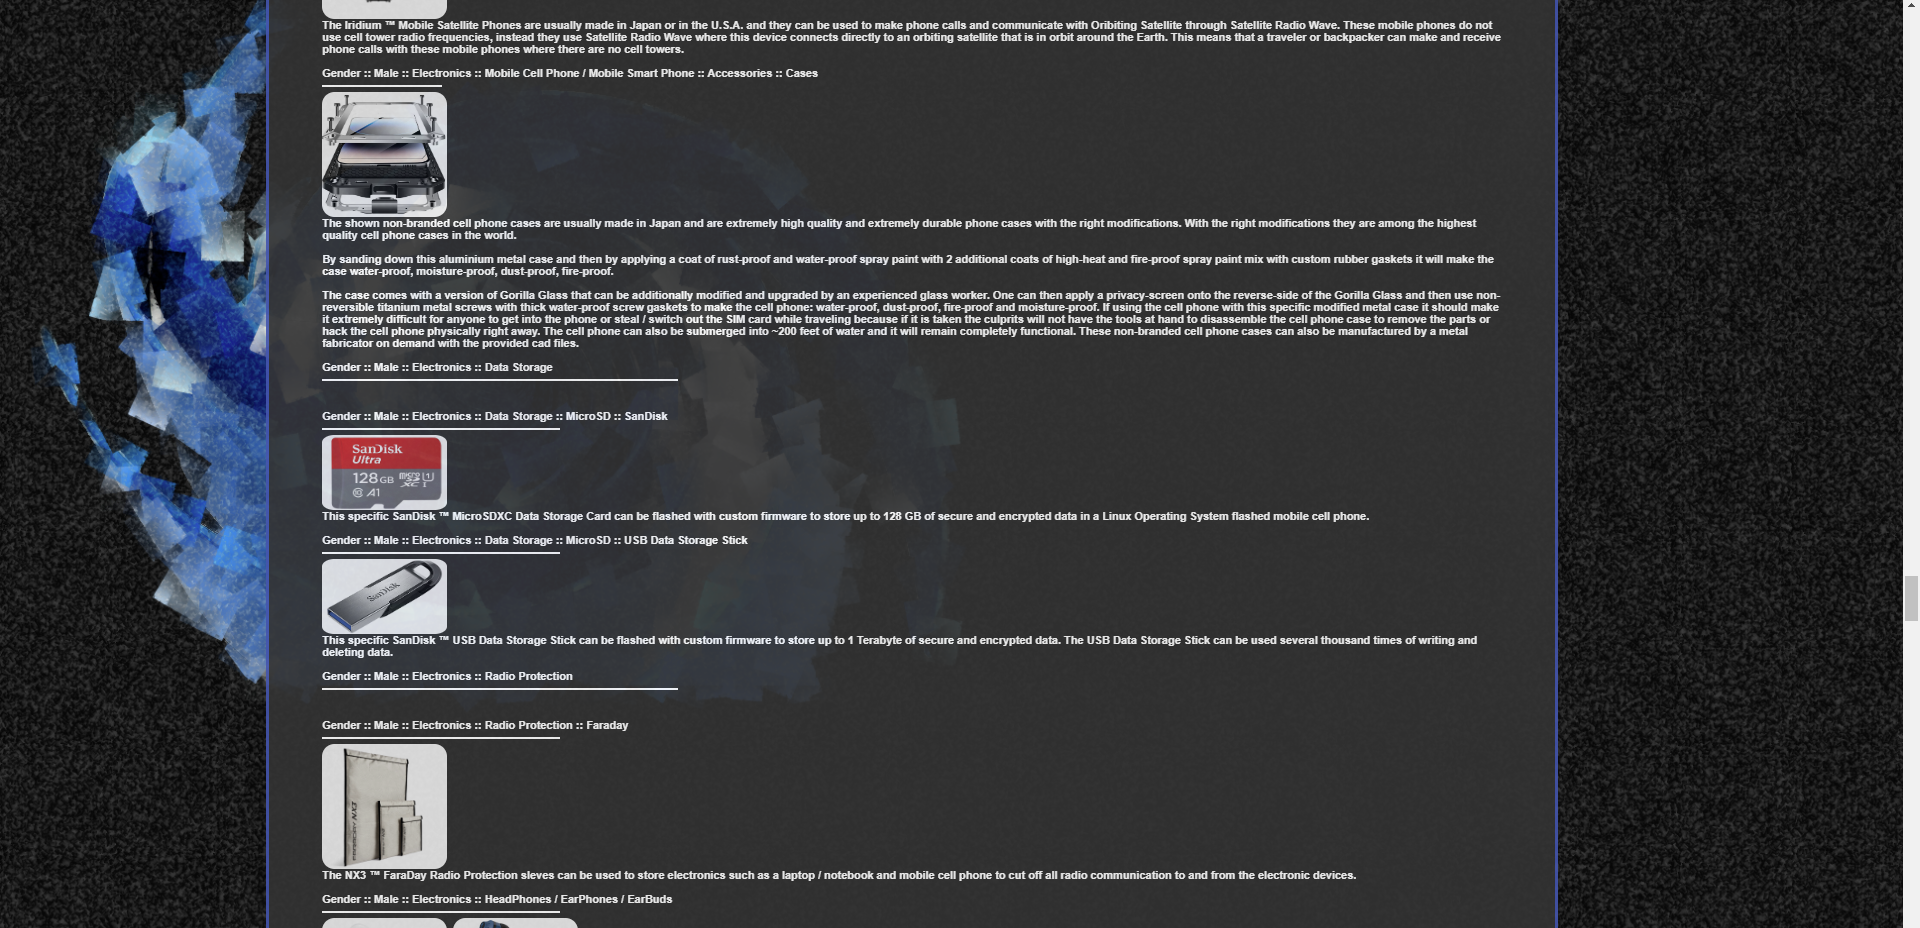 The Iridium ™ Mobile Satellite Phones are usually made in Japan or in the U.S.A. and they can be used to make phone calls and communicate with Oribiting Satellite through Satellite Radio Wave. These mobile phones do not
use cell tower radio frequencies, instead they use Satellite Radio Wave where this device connects directly to an orbiting satellite that is in orbit around the Earth. This means that a traveler or backpacker can make and receive
phone calls with these mobile phones where there are no cell towers.
Gender :: Male :: Electronics :: Mobile Cell Phone / Mobile Smart Phone :: Accessories :: Cases
The shown non-branded cell phone cases are usually made in Japan and are extremely high quality and extremely durable phone cases with the right modifications. With the right modifications they are among the highest
quality cell phone cases in the world.
By sanding down this aluminium metal case and then by applying a coat of rust-proof and water-proof spray paint with 2 additional coats of high-heat and fire-proof spray paint mix with custom rubber gaskets it will make the
case water-proof, moisture-proof, dust-proof, fire-proof.
The case comes with a version of Gorilla Glass that can be additionally modified and upgraded by an experienced glass worker. One can then apply a privacy-screen onto the reverse-side of the Gorilla Glass and then use non-
reversible titanium metal screws with thick water-proof screw gaskets to make the cell phone: water-proof, dust-proof, fire-proof and moisture-proof. If using the cell phone with this specific modified metal case it should make
it extremely difficult for anyone to get into the phone or steal / switch out the SIM card while traveling because if it is taken the culprits will not have the tools at hand to disassemble the cell phone case to remove the parts or
hack the cell phone physically right away. The cell phone can also be submerged into ~200 feet of water and it will remain completely functional. These non-branded cell phone cases can also be manufactured by a metal
fabricator on demand with the provided cad files.
Gender :: Male :: Electronics :: Data Storage
Gender :: Male :: Electronics :: Data Storage :: MicroSD :: SanDisk
SanDisk
Ultra
128GB micro SD XC I U1
C10 A1
This specific SanDisk ™ MicroSDXC Data Storage Card can be flashed with custom firmware to store up to 128 GB of secure and encrypted data in a Linux Operating System flashed mobile cell phone.
Gender :: Male :: Electronics :: Data Storage :: MicroSD :: USB Data Storage Stick
SanDisk
This specific SanDisk ™ USB Data Storage Stick can be flashed with custom firmware to store up to 1 Terabyte of secure and encrypted data. The USB Data Storage Stick can be used several thousand times of writing and
deleting data.
Gender :: Male :: Electronics :: Radio Protection
Gender :: Male :: Electronics :: Radio Protection :: Faraday
NX3
The NX3 ™ FaraDay Radio Protection sleves can be used to store electronics such as a laptop / notebook and mobile cell phone to cut off all radio communication to and from the electronic devices.
Gender :: Male :: Electronics :: HeadPhones / EarPhones / EarBuds